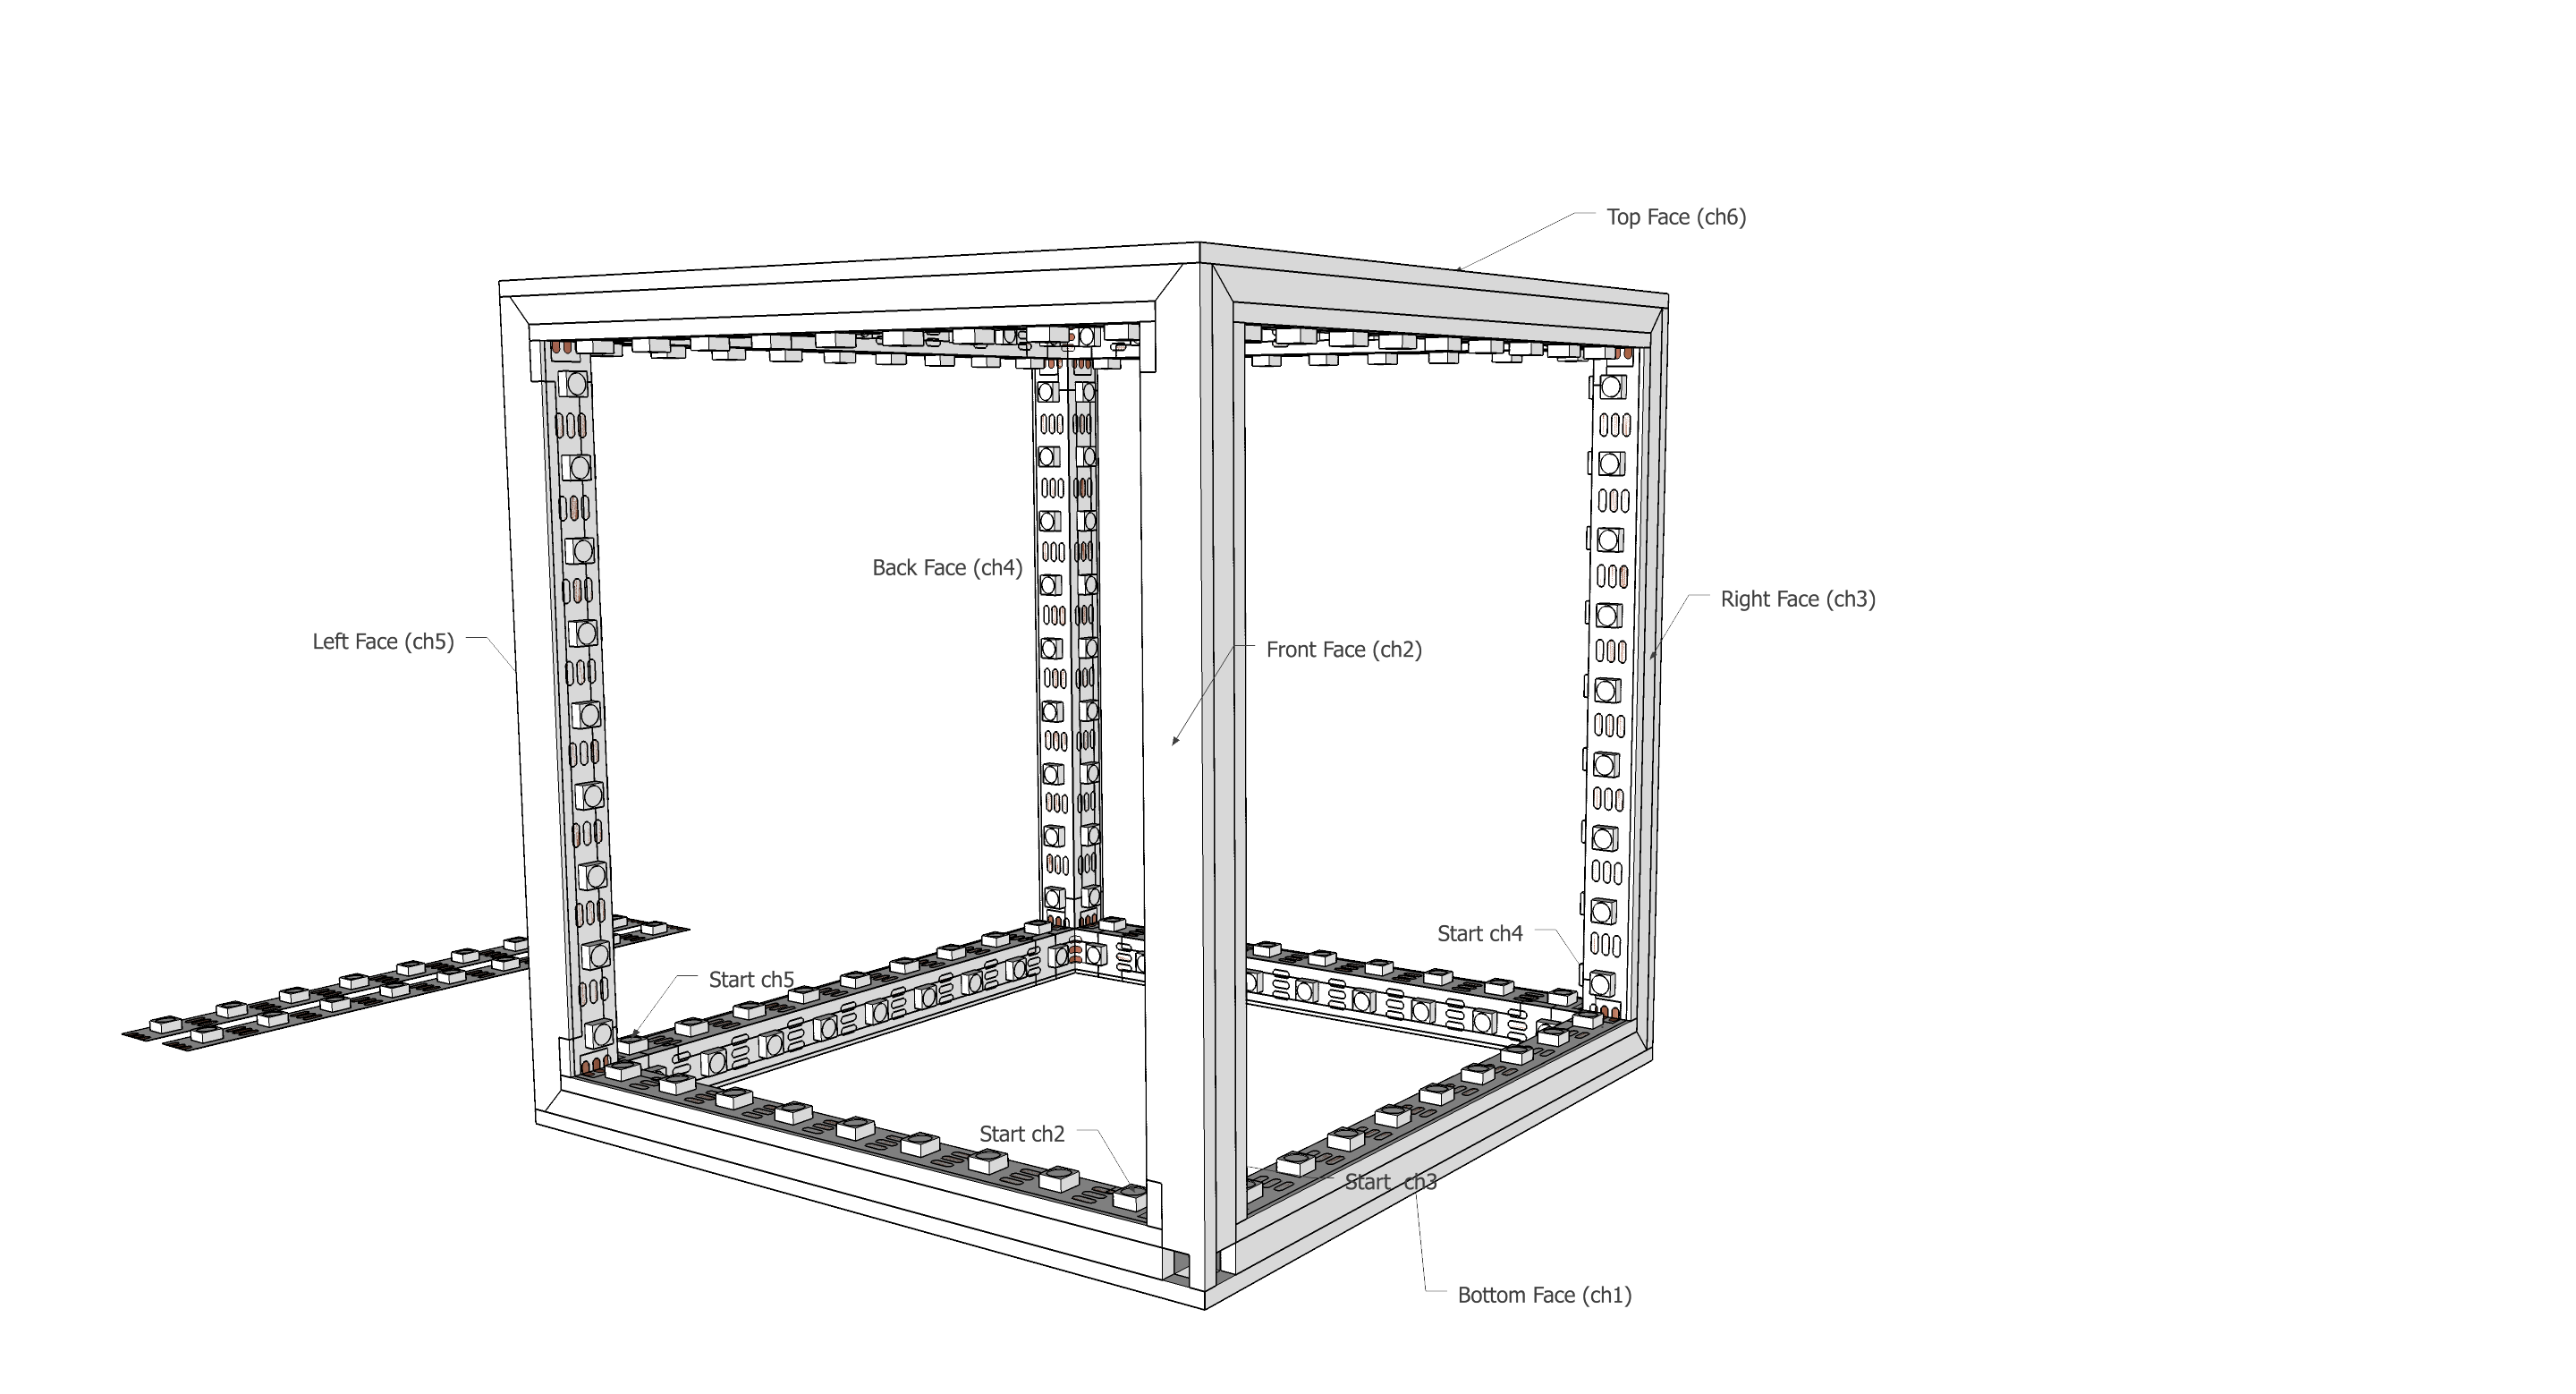 Top Face (ch6)
Back Face (ch4)
Right Face (ch3)
Left Face (ch5)
Front Face (ch2)
Start ch4
Start ch5
Start ch2
Start  ch3
Bottom Face (ch1)